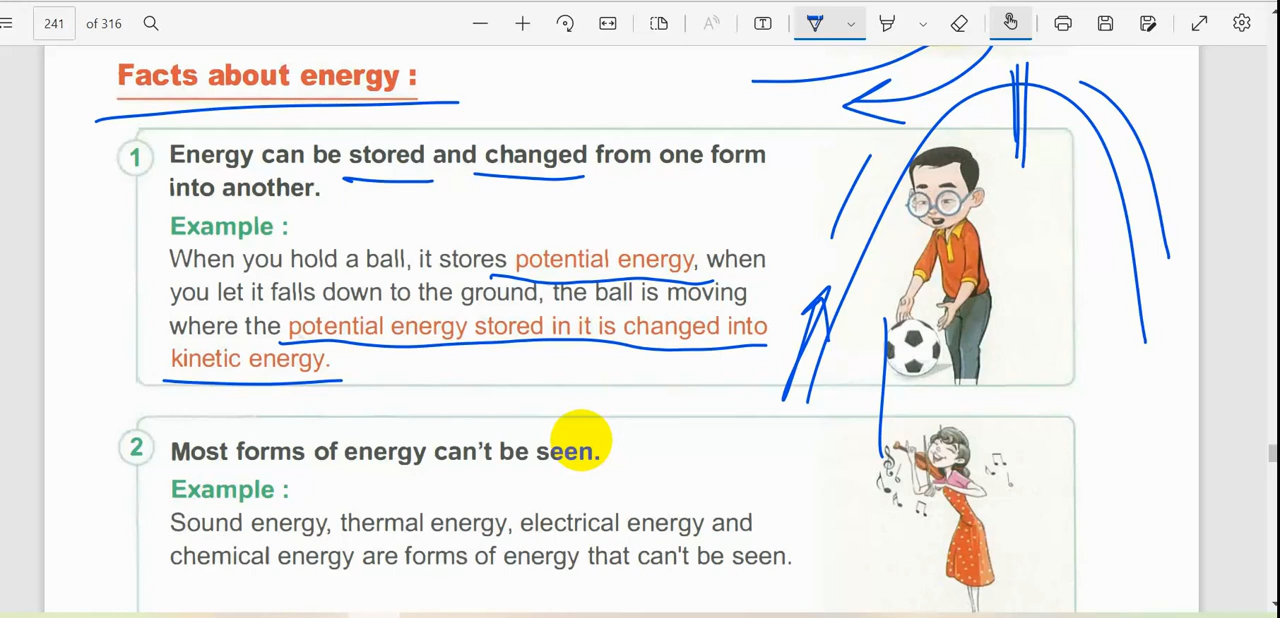 241 of 316
Facts about energy :
1 Energy can be stored and changed from one form
into another.
Example :
When you hold a ball, it stores potential energy, when
you let it falls down to the ground, the ball is moving
where the potential energy stored in it is changed into
kinetic energy.
2 Most forms of energy can't be seen.
Example :
Sound energy, thermal energy, electrical energy and
chemical energy are forms of energy that can't be seen.